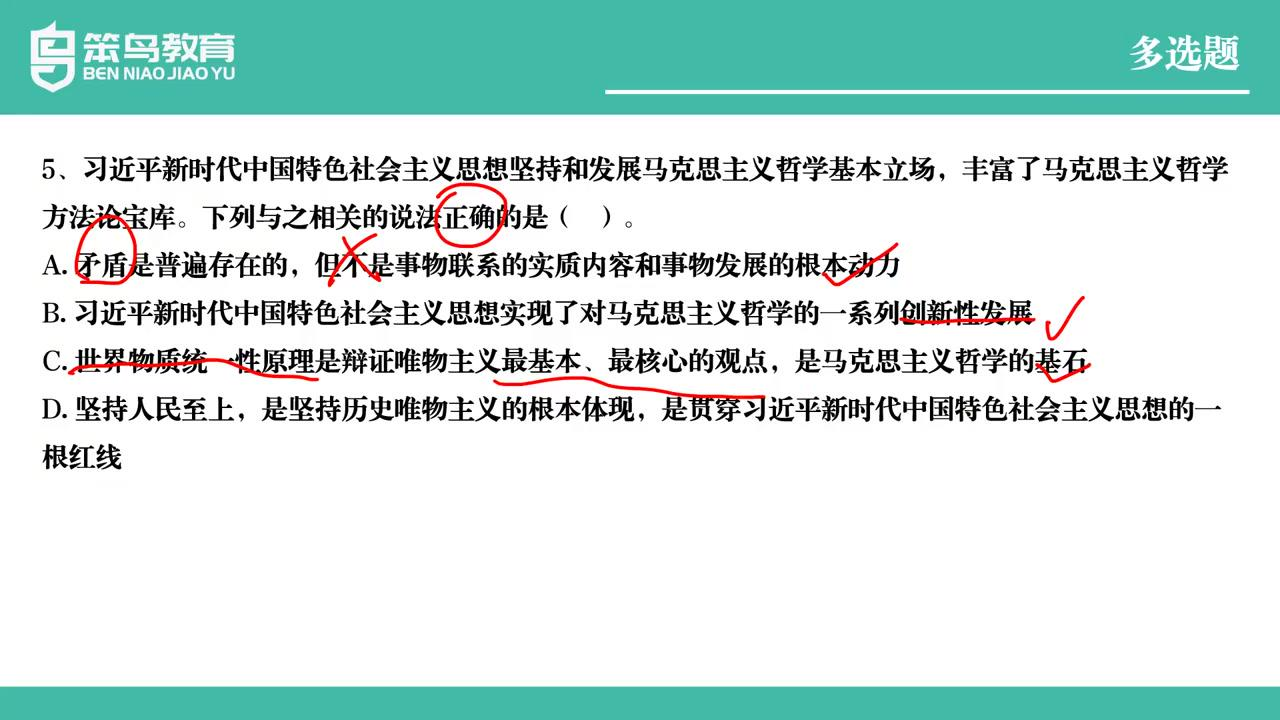 笨鸟教育
BEN NIAO JIAO YU
多选题
5、习近平新时代中国特色社会主义思想坚持和发展马克思主义哲学基本立场，丰富了马克思主义哲学
方法论宝库。下列与之相关的说法正确的是（　）。
A. 矛盾是普遍存在的，但不是事物联系的实质内容和事物发展的根本动力
B. 习近平新时代中国特色社会主义思想实现了对马克思主义哲学的一系列创新性发展
C. 世界物质统一性原理是辩证唯物主义最基本、最核心的观点，是马克思主义哲学的基石
D. 坚持人民至上，是坚持历史唯物主义的根本体现，是贯穿习近平新时代中国特色社会主义思想的一
根红线